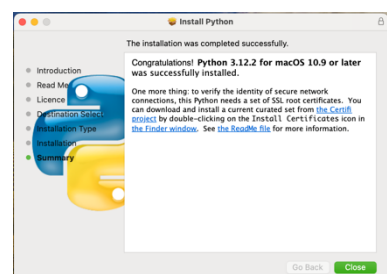 Install Python
The installation was completed successfully.
Introduction
Read Me
Licence
Destination Select
Installation Type
Installation
Summary
Congratulations! Python 3.12.2 for macOS 10.9 or later
was successfully installed.
One more thing: to verify the identity of secure network
connections, this Python needs a set of SSL root certificates. You
can download and install a current curated set from the Certifi
project by double-clicking on the Install Certificates icon in
the Finder window. See the ReadMe file for more information.
Go Back
Close